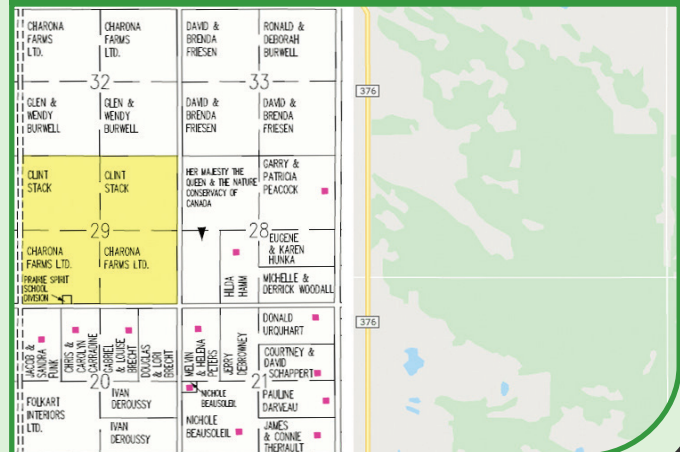 CHARONA
FARMS
LTD.
CHARONA
FARMS
LTD.
DAVID &
BRENDA
FRIESEN
RONALD &
DEBORAH
BURWELL
32
33
376
GLEN &
WENDY
BURWELL
GLEN &
WENDY
BURWELL
DAVID &
BRENDA
FRIESEN
DAVID &
BRENDA
FRIESEN
CLINT
STACK
CLINT
STACK
HER MAJESTY THE
QUEEN & THE NATURE
CONSERVACY OF
CANADA
GARRY &
PATRICIA
PEACOCK
29
28
CHARONA
FARMS LTD.
CHARONA
FARMS LTD.
EUGENE
& KAREN
HUNKA
PRAIRIE SPIRIT
SCHOOL
DIVISION
HILDA
HAMM
MICHELLE &
DERRICK WOODALL
376
JACOB &
SANDRA
FUNK
CHRIS &
CAROLYN
CARRADINE
GABRIEL
& LOUISE
BRECHT
DOUGLAS
& LORI
BRECHT
MELVIN
& HELENA
PETERS
JERRY
DEBROWNEY
DONALD
URQUHART
COURTNEY &
DAVID
SCHAPPERT
20
21
FOLKART
INTERIORS
LTD.
IVAN
DEROUSSY
NICHOLE
BEAUSOLEIL
PAULINE
DARVEAU
IVAN
DEROUSSY
NICHOLE
BEAUSOLEIL
JAMES
& CONNIE
THERIAULT